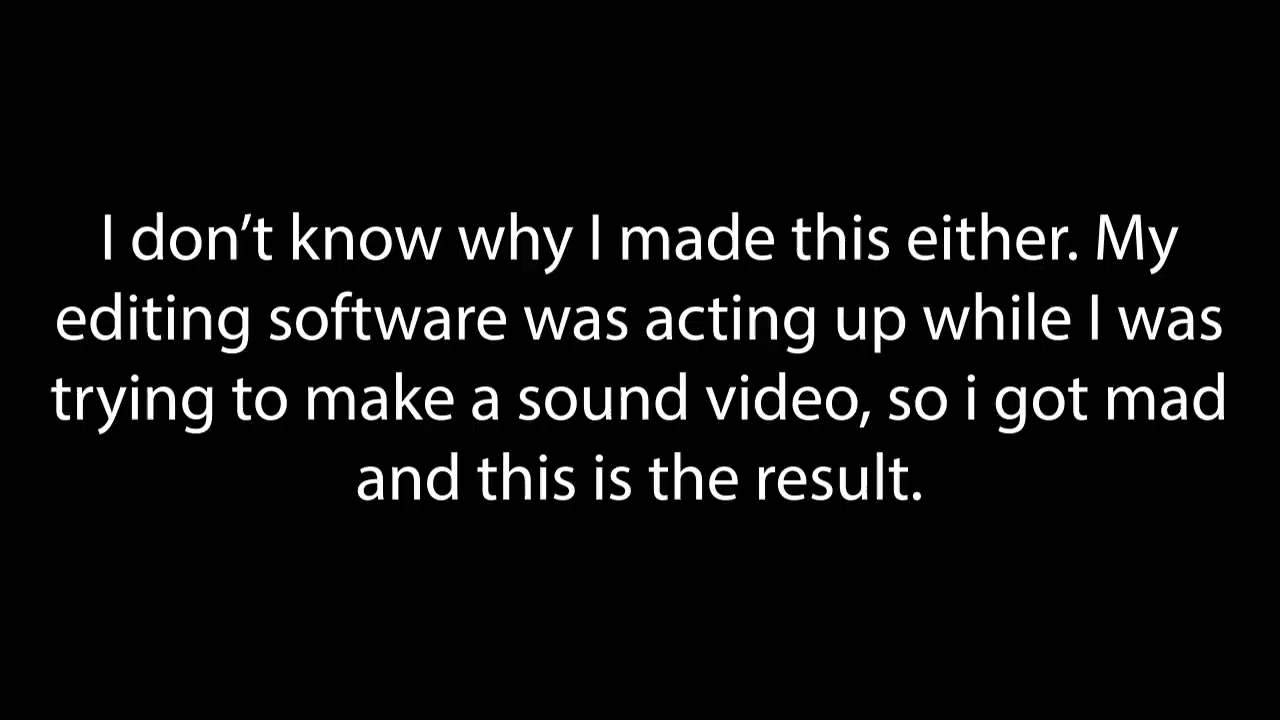 I don’t know why I made this either. My
editing software was acting up while I was
trying to make a sound video, so i got mad
and this is the result.